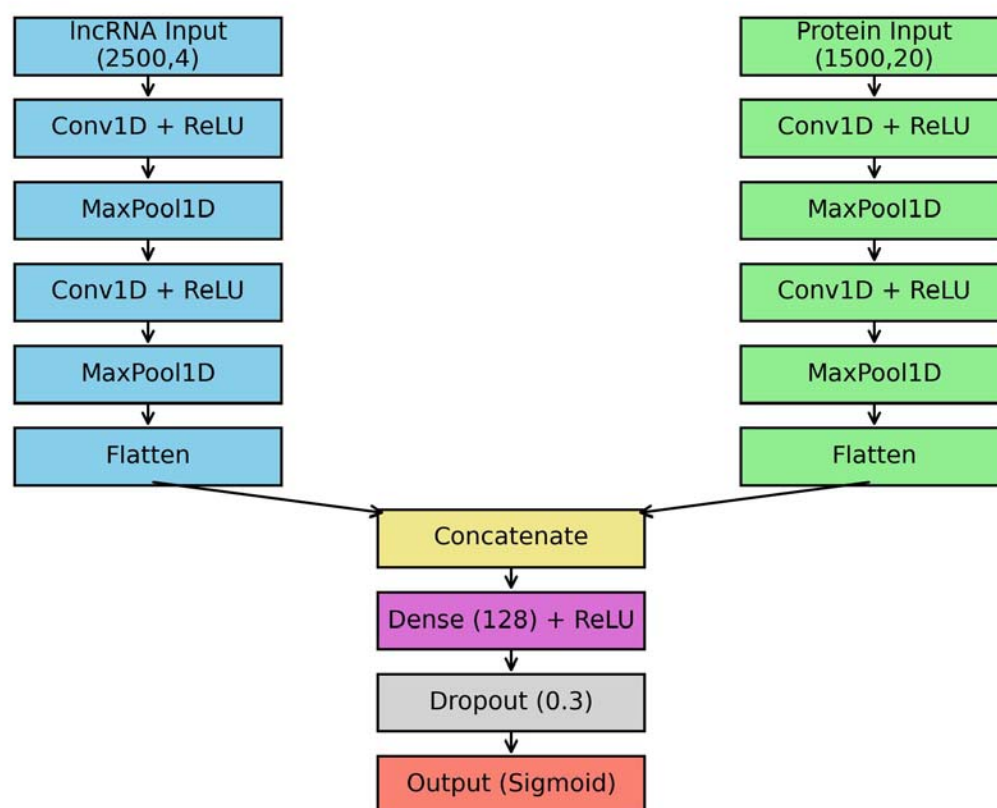 lncRNA Input
(2500,4)
Conv1D + ReLU
MaxPool1D
Conv1D + ReLU
MaxPool1D
Flatten
Protein Input
(1500,20)
Conv1D + ReLU
MaxPool1D
Conv1D + ReLU
MaxPool1D
Flatten
Concatenate
Dense (128) + ReLU
Dropout (0.3)
Output (Sigmoid)